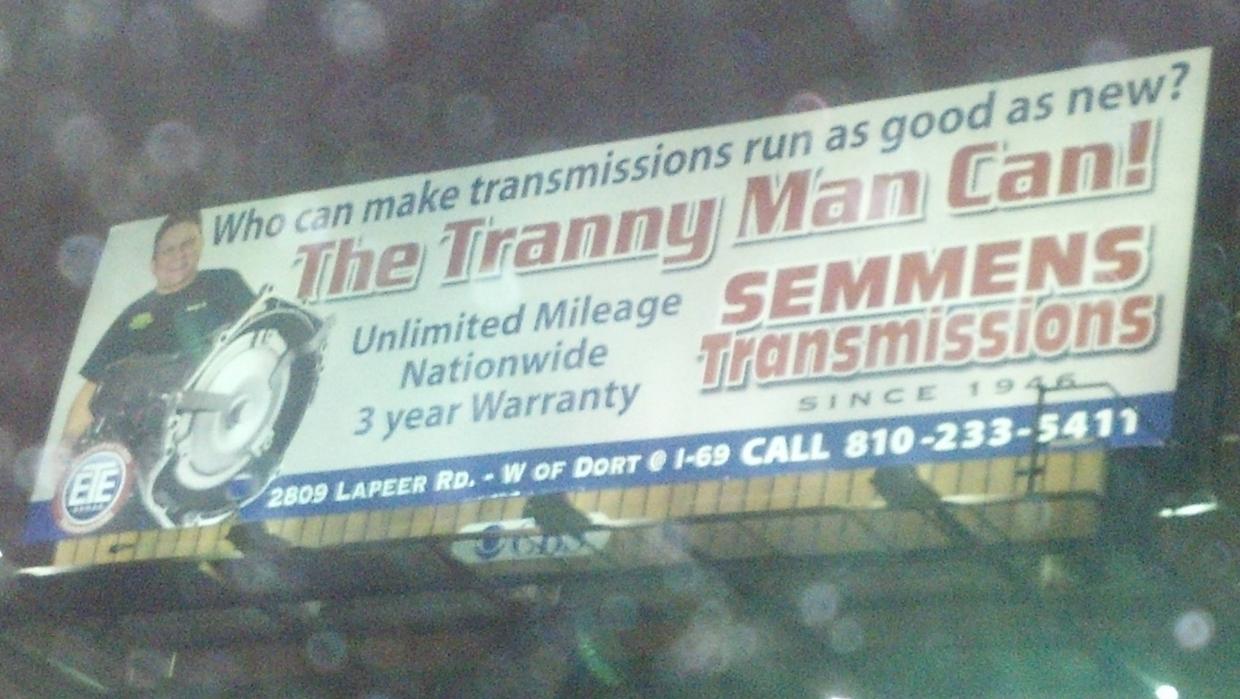 Who can make transmissions run as good as new?
The Tranny Man Can!
Unlimited Mileage
Nationwide
3 year Warranty
SEMMENS
Transmissions
SINCE 1946
2809 LAPEER RD. - W OF DORT @ I-69 CALL 810-233-5411
ETE
CBS